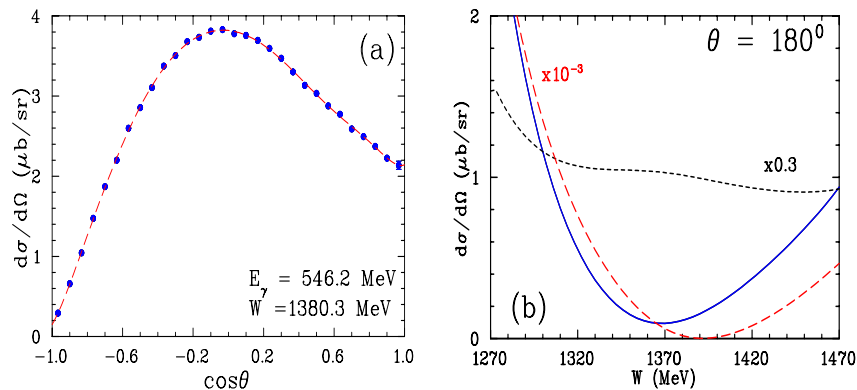 4
3
2
1
0
dσ/dΩ (μb/sr)
(a)
E_γ = 546.2 MeV
W =1380.3 MeV
−1.0
−0.6
−0.2
0.2
0.6
1.0
cosθ
2
1
0
dσ/dΩ (μb/sr)
θ = 180⁰
x10⁻³
x0.3
(b)
1270
1320
1370
1420
1470
W (MeV)